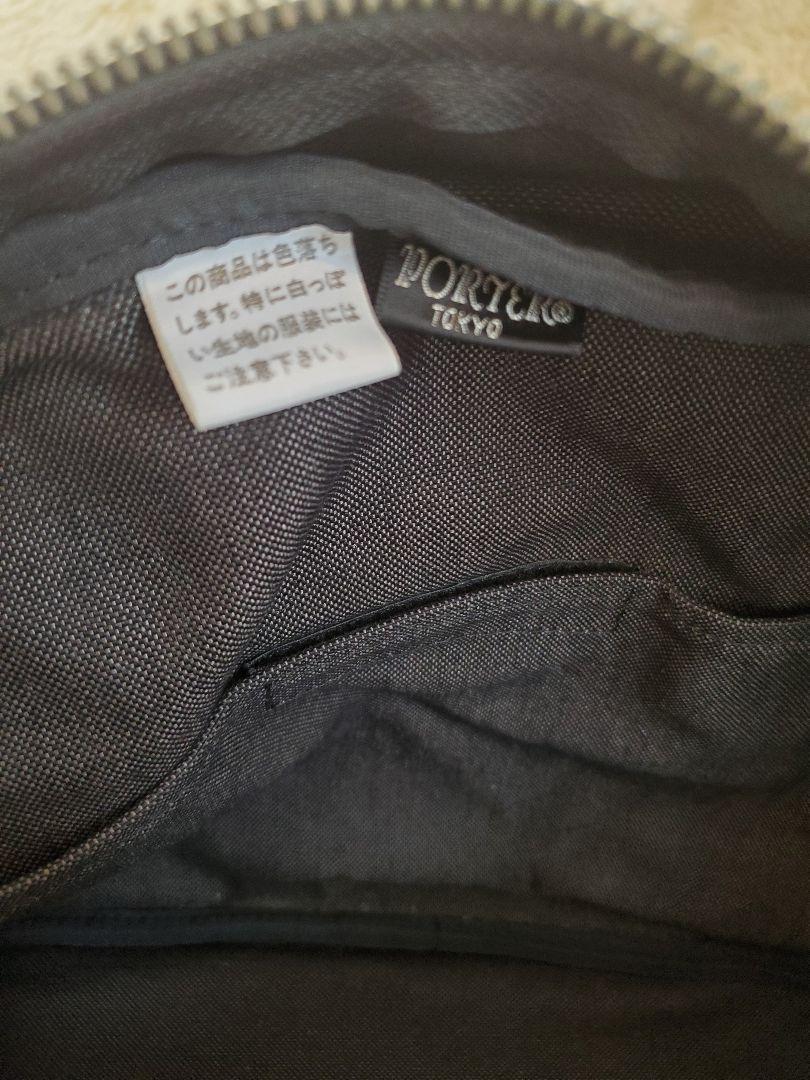 この商品は色落ち
します。特に白っぽ
い生地の服装には
ご注意下さい。
PORTER®
TOKYO